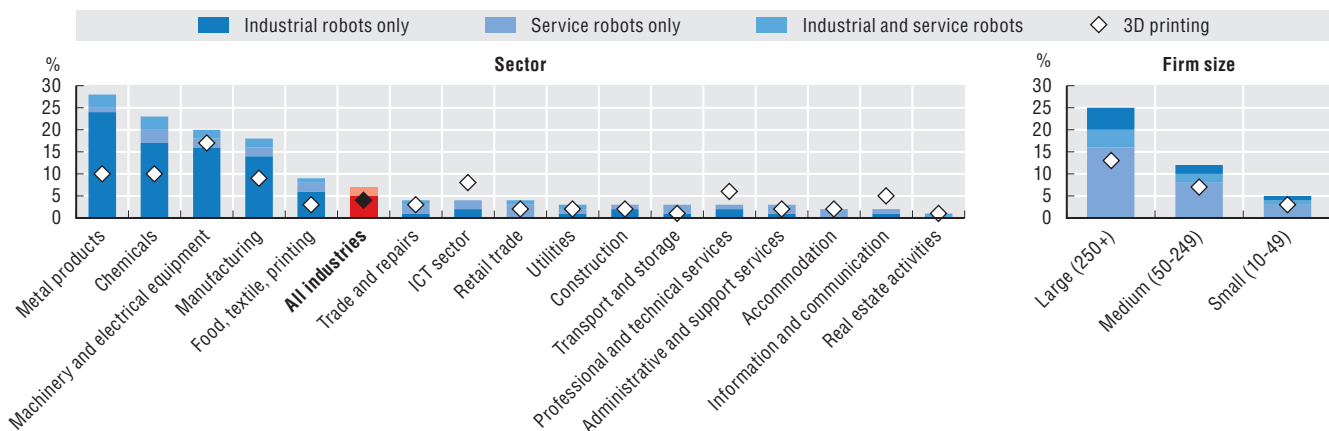 Industrial robots only Service robots only Industrial and service robots 3D printing
% Sector
30
25
20
15
10
5
0
Metal products
Chemicals
Machinery and electrical equipment
Manufacturing
Food, textile, printing
All industries
Trade and repairs
ICT sector
Retail trade
Utilities
Construction
Transport and storage
Professional and technical services
Administrative and support services
Accommodation
Information and communication
Real estate activities
% Firm size
30
25
20
15
10
5
0
Large (250+)
Medium (50-249)
Small (10-49)